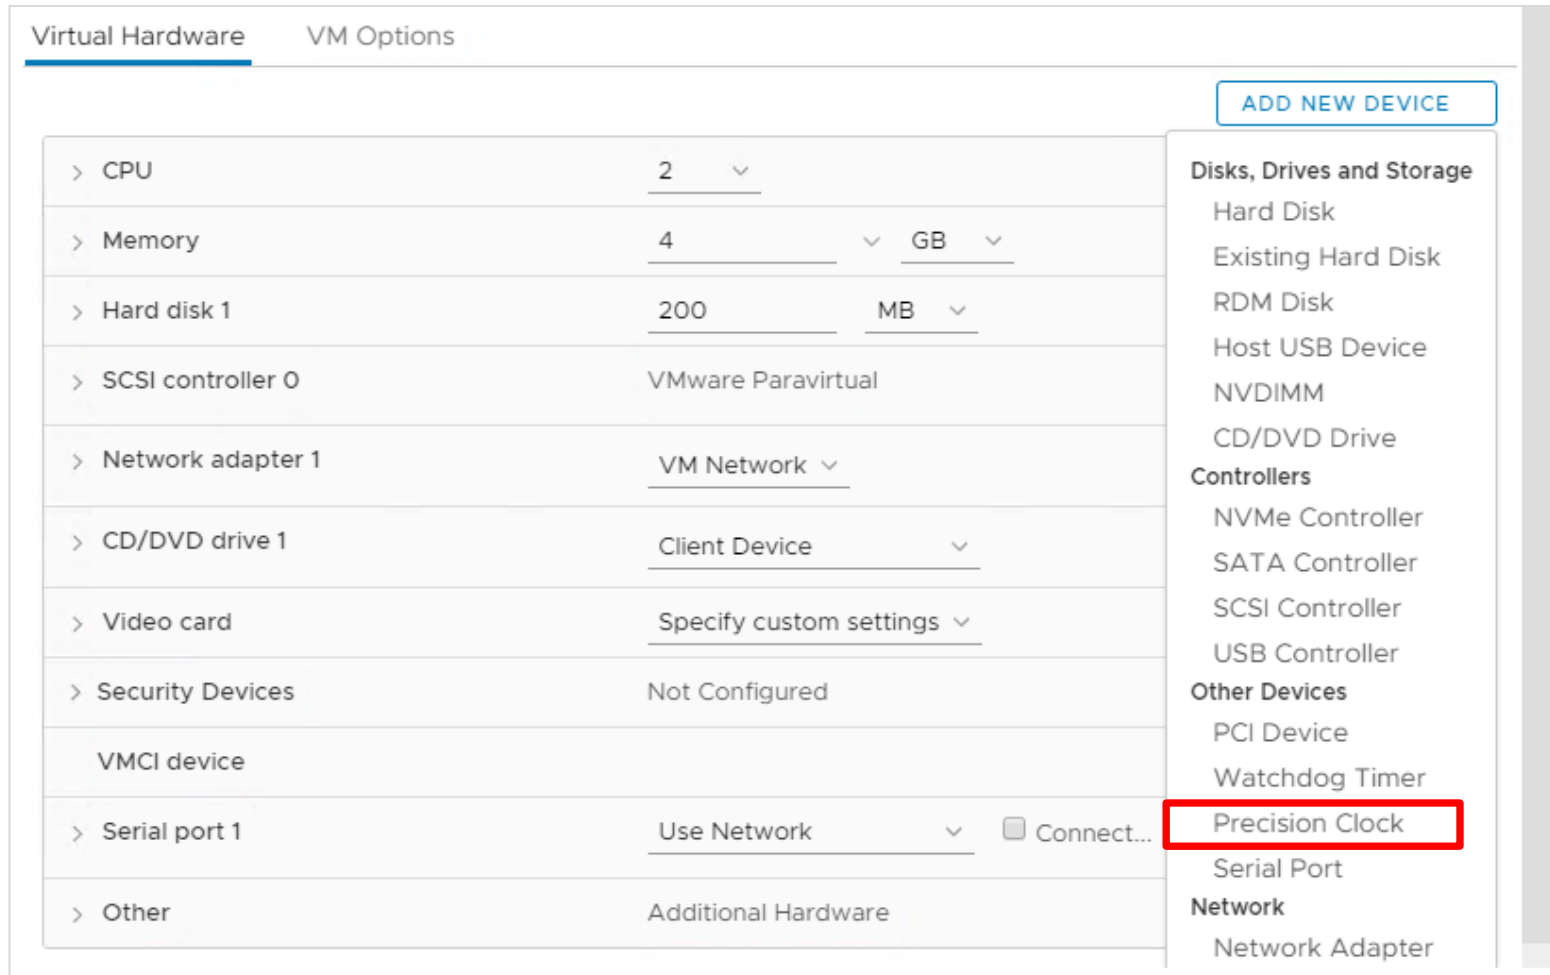 Virtual Hardware VM Options
ADD NEW DEVICE
CPU 2
Memory 4 GB
Hard disk 1 200 MB
SCSI controller 0 VMware Paravirtual
Network adapter 1 VM Network
CD/DVD drive 1 Client Device
Video card Specify custom settings
Security Devices Not Configured
VMCI device
Serial port 1 Use Network Connect...
Other Additional Hardware
Disks, Drives and Storage
Hard Disk
Existing Hard Disk
RDM Disk
Host USB Device
NVDIMM
CD/DVD Drive
Controllers
NVMe Controller
SATA Controller
SCSI Controller
USB Controller
Other Devices
PCI Device
Watchdog Timer
Precision Clock
Serial Port
Network
Network Adapter